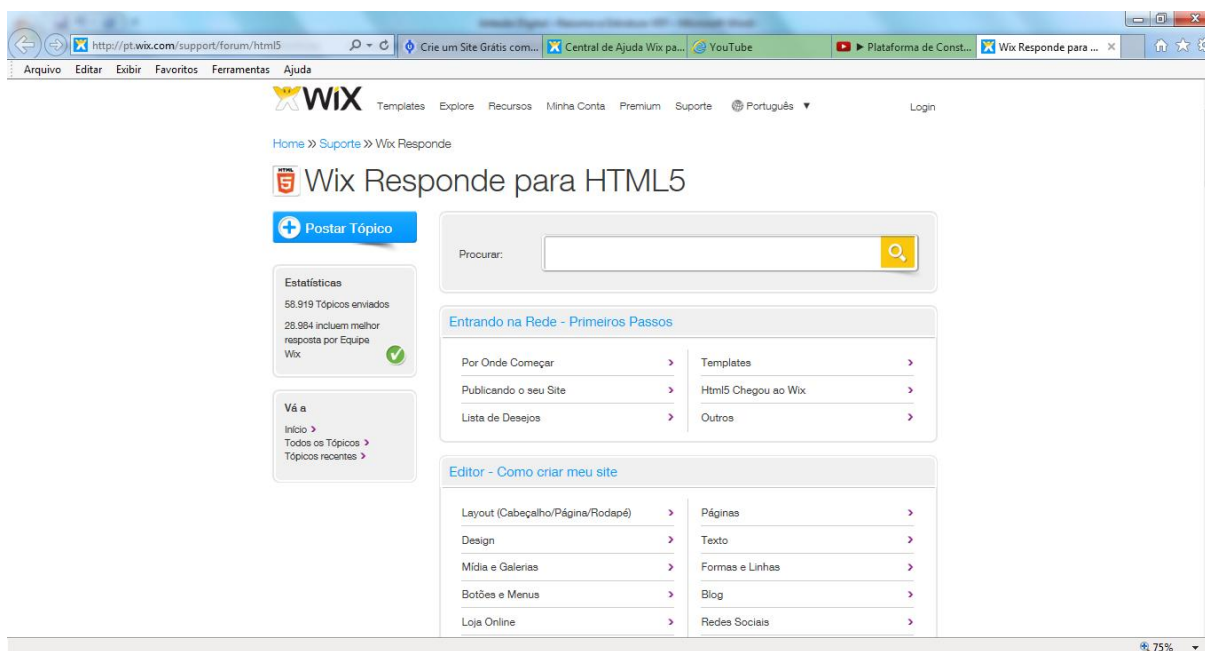 http://pt.wix.com/support/forum/html5
Crie um Site Grátis com...
Central de Ajuda Wix pa...
YouTube
▶ Plataforma de Const...
Wix Responde para ...
Arquivo Editar Exibir Favoritos Ferramentas Ajuda
WiX Templates Explore Recursos Minha Conta Premium Suporte Português ▼ Login
Home » Suporte » Wix Responde
HTML 5 Wix Responde para HTML5
Postar Tópico
Procurar:
Estatísticas
58.919 Tópicos enviados
28.984 incluem melhor
resposta por Equipe
Wix
Vá a
Início >
Todos os Tópicos >
Tópicos recentes >
Entrando na Rede - Primeiros Passos
Por Onde Começar > Templates >
Publicando o seu Site > Html5 Chegou ao Wix >
Lista de Desejos > Outros >
Editor - Como criar meu site
Layout (Cabeçalho/Página/Rodapé) > Páginas >
Design > Texto >
Mídia e Galerias > Formas e Linhas >
Botões e Menus > Blog >
Loja Online > Redes Sociais >
75%